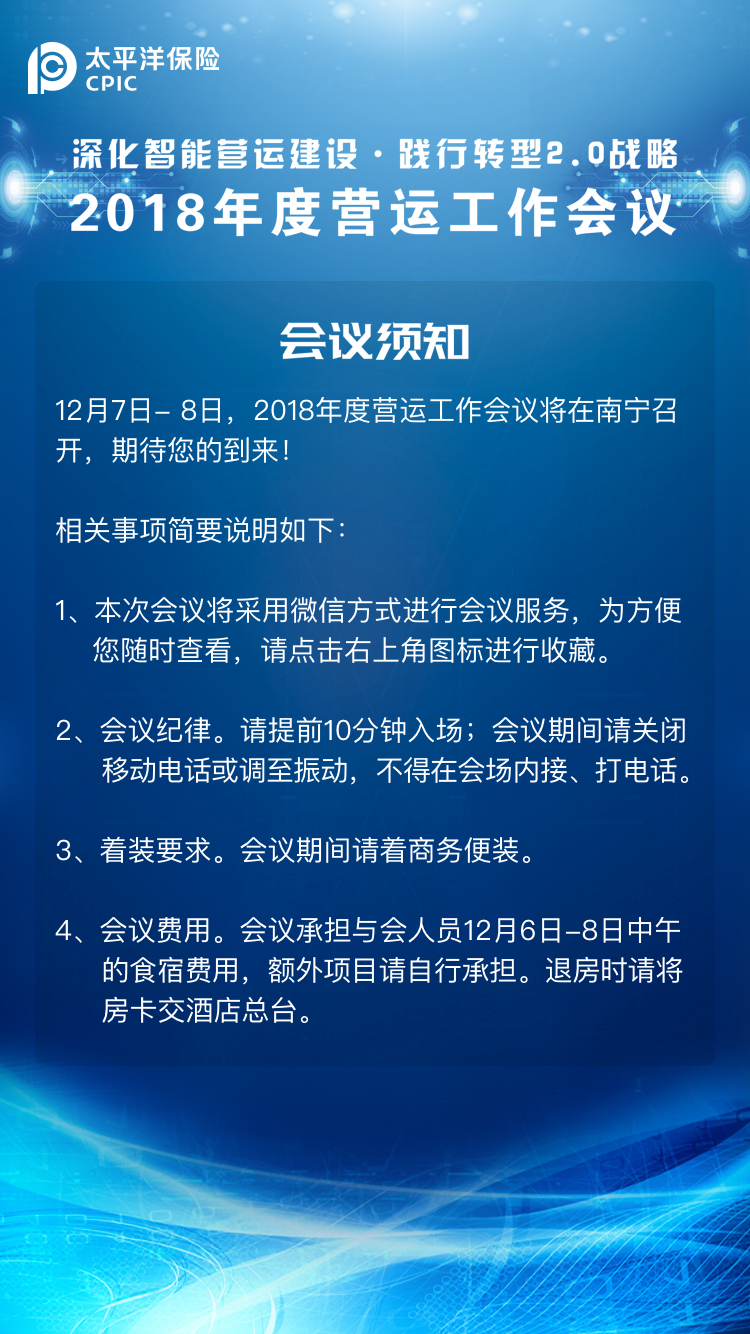 太平洋保险
CPIC
深化智能营运建设·践行转型2.0战略
2018年度营运工作会议
会议须知
12月7日– 8日，2018年度营运工作会议将在南宁召
开，期待您的到来！
相关事项简要说明如下：
1、本次会议将采用微信方式进行会议服务，为方便
您随时查看，请点击右上角图标进行收藏。
2、会议纪律。请提前10分钟入场；会议期间请关闭
移动电话或调至振动，不得在会场内接、打电话。
3、着装要求。会议期间请着商务便装。
4、会议费用。会议承担与会人员12月6日–8日中午
的食宿费用，额外项目请自行承担。退房时请将
房卡交酒店总台。